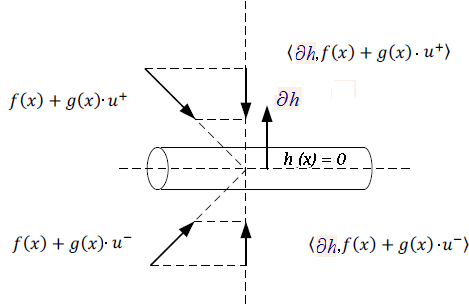 ⟨∂h,f(x) + g(x)· u⁺⟩
f(x) + g(x)·u⁺
∂h
h (x) = 0
f(x) + g(x)· u⁻
⟨∂h,f(x) + g(x)·u⁻⟩